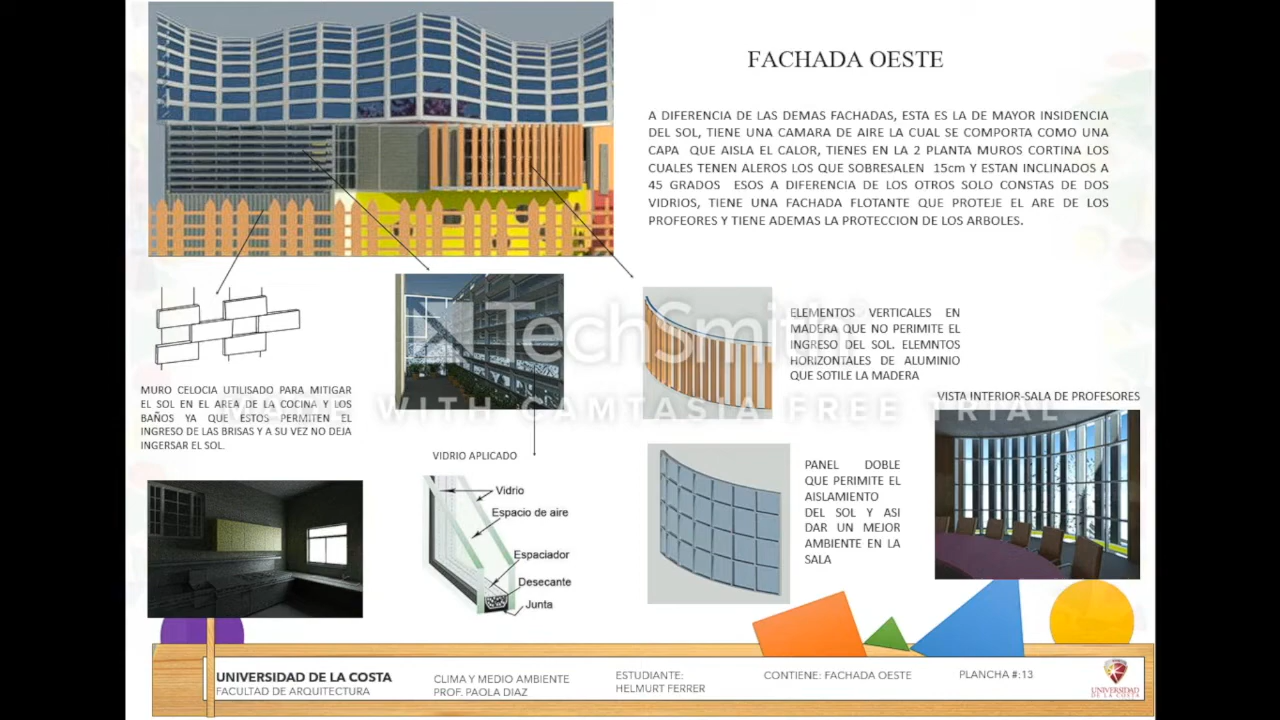 FACHADA OESTE
A DIFERENCIA DE LAS DEMAS FACHADAS, ESTA ES LA DE MAYOR INSIDENCIA
DEL SOL, TIENE UNA CAMARA DE AIRE LA CUAL SE COMPORTA COMO UNA
CAPA QUE AISLA EL CALOR, TIENES EN LA 2 PLANTA MUROS CORTINA LOS
CUALES TENEN ALEROS LOS QUE SOBRESALEN 15cm Y ESTAN INCLINADOS A
45 GRADOS ESOS A DIFERENCIA DE LOS OTROS SOLO CONSTAS DE DOS
VIDRIOS, TIENE UNA FACHADA FLOTANTE QUE PROTEJE EL ARE DE LOS
PROFEORES Y TIENE ADEMAS LA PROTECCION DE LOS ARBOLES.
TechSmith
MADE WITH CAMTASIA FREE TRIAL
ELEMENTOS VERTICALES EN
MADERA QUE NO PERIMITE EL
INGRESO DEL SOL. ELEMNTOS
HORIZONTALES DE ALUMINIO
QUE SOTILE LA MADERA
MURO CELOCIA UTILISADO PARA MITIGAR
EL SOL EN EL AREA DE LA COCINA Y LOS
BAÑOS YA QUE ESTOS PERMITEN EL
INGRESO DE LAS BRISAS Y A SU VEZ NO DEJA
INGERSAR EL SOL.
VISTA INTERIOR-SALA DE PROFESORES
VIDRIO APLICADO
Vidrio
Espacio de aire
Espaciador
Desecante
Junta
PANEL DOBLE
QUE PERIMITE EL
AISLAMIENTO
DEL SOL Y ASI
DAR UN MEJOR
AMBIENTE EN LA
SALA
UNIVERSIDAD DE LA COSTA
FACULTAD DE ARQUITECTURA
CLIMA Y MEDIO AMBIENTE
PROF. PAOLA DIAZ
ESTUDIANTE:
HELMURT FERRER
CONTIENE: FACHADA OESTE
PLANCHA #:13
UNIVERSIDAD
DE LA COSTA